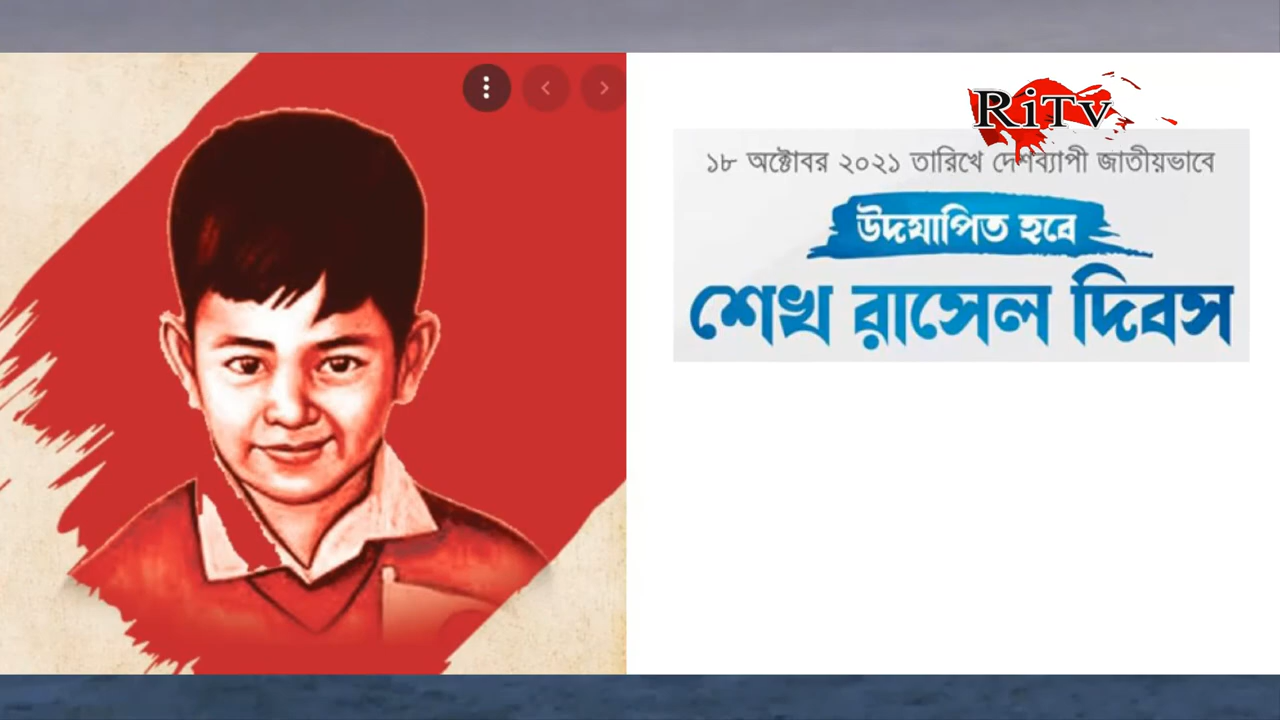 RiTv
১৮ অক্টোবর ২০২১ তারিখে দেশব্যাপী জাতীয়ভাবে
উদযাপিত হবে
শেখ রাসেল দিবস